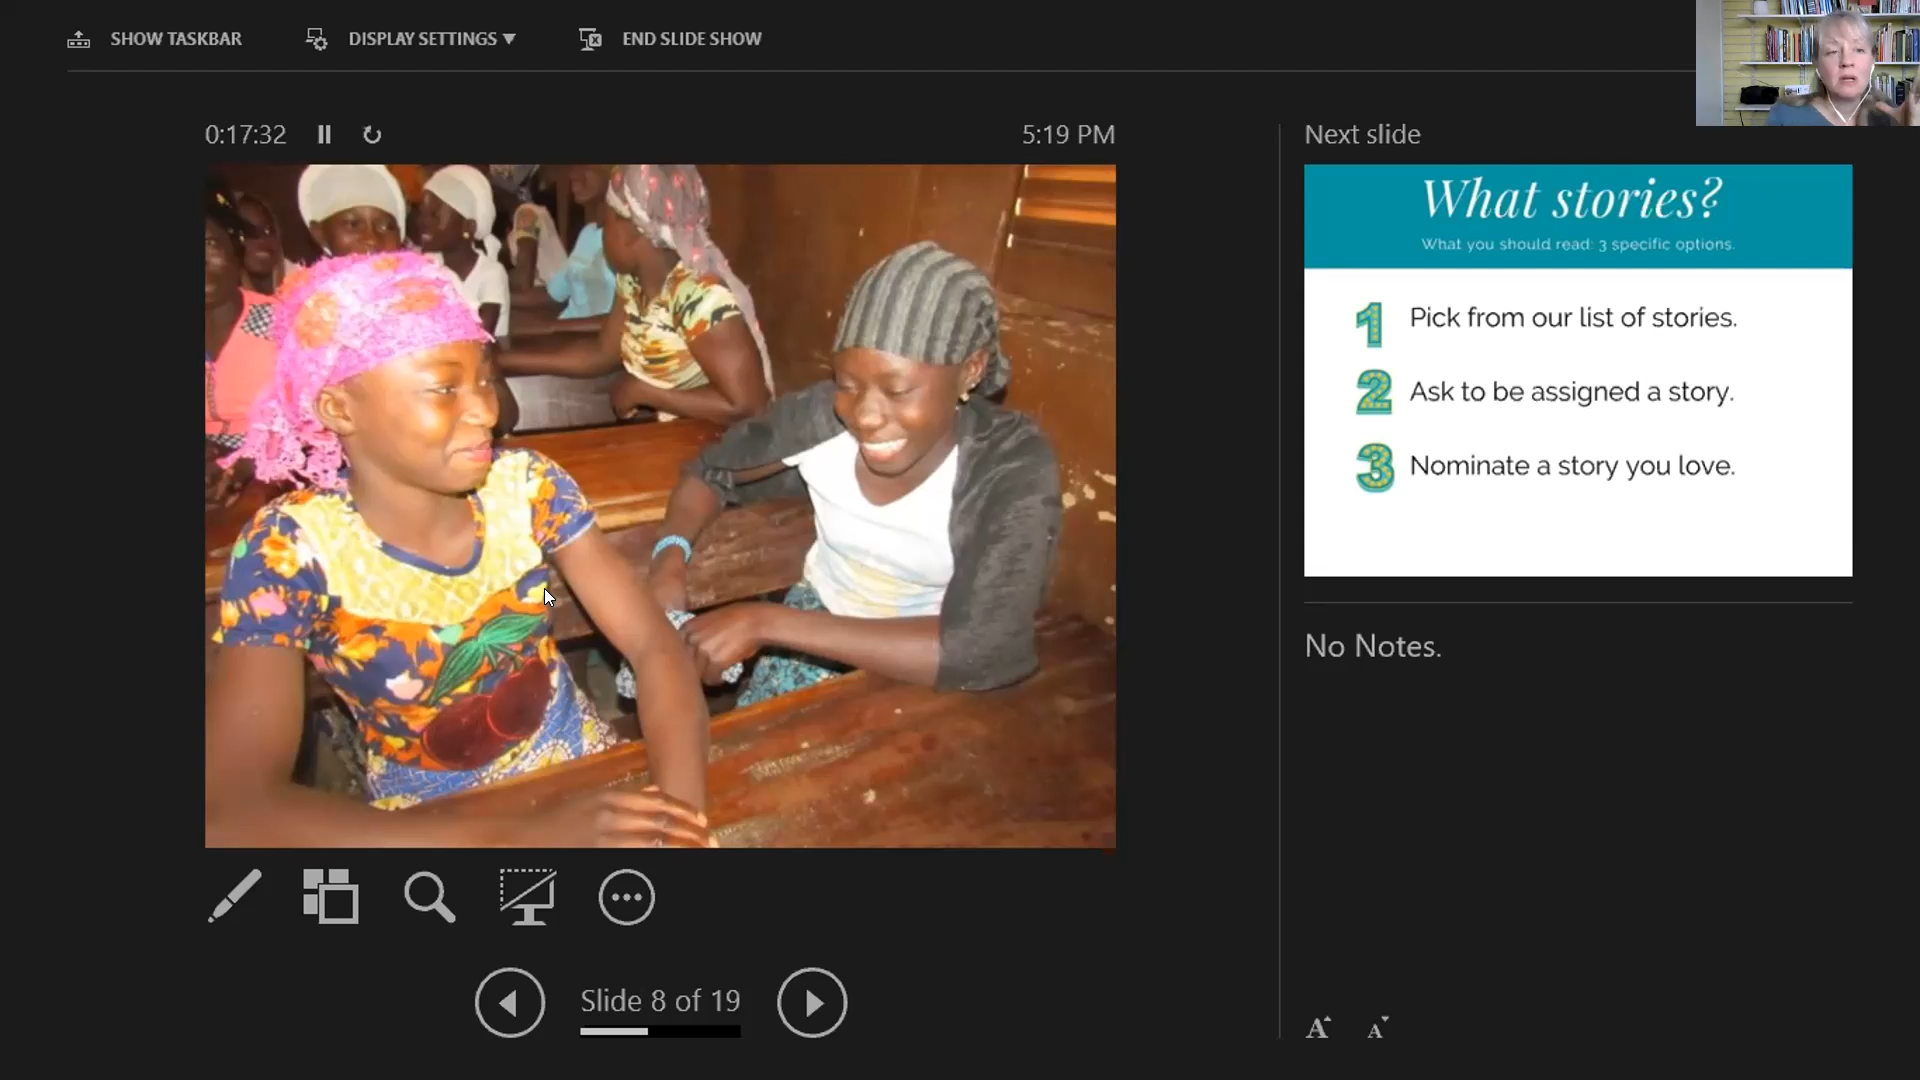 SHOW TASKBAR
DISPLAY SETTINGS ▼
END SLIDE SHOW
0:17:32
5:19 PM
Next slide
What stories?
What you should read: 3 specific options.
1 Pick from our list of stories.
2 Ask to be assigned a story.
3 Nominate a story you love.
No Notes.
Slide 8 of 19
A A